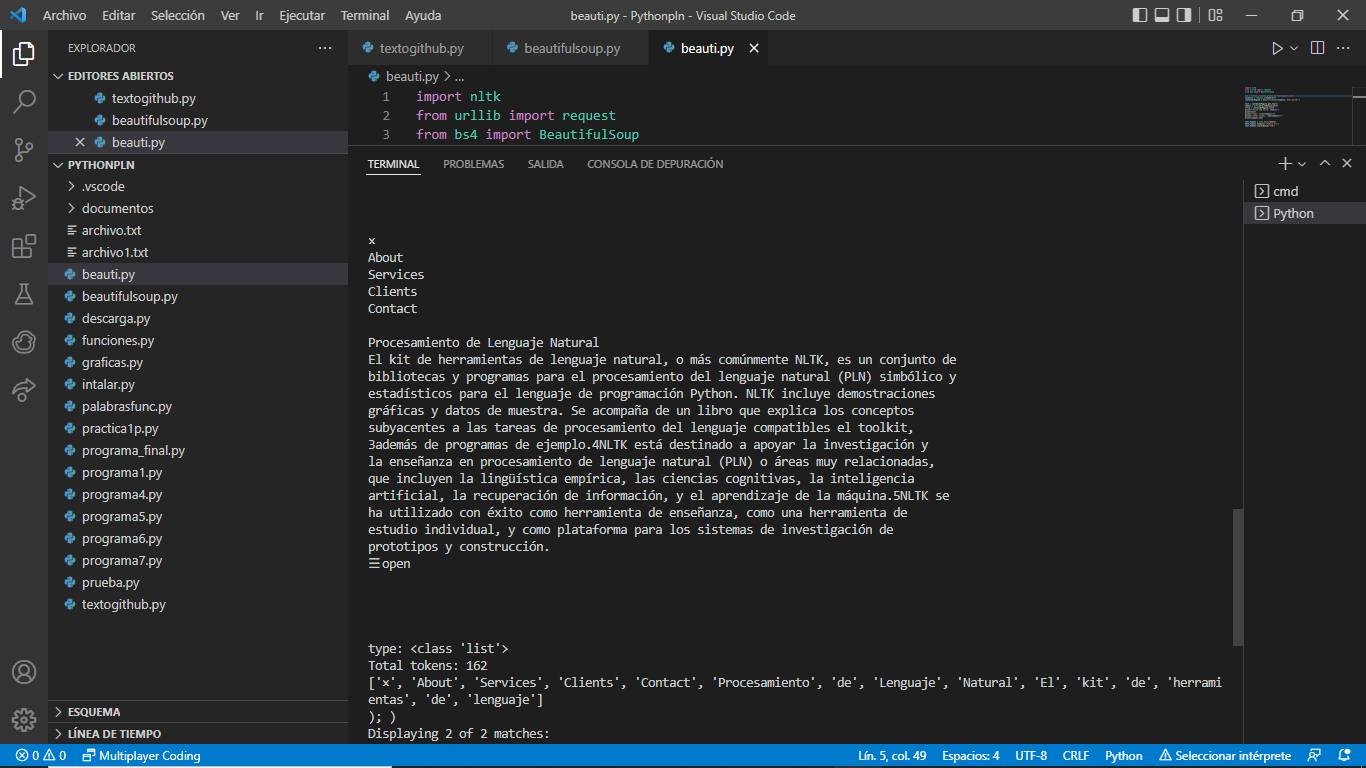 Archivo Editar Selección Ver Ir Ejecutar Terminal Ayuda beauti.py - Pythonpln - Visual Studio Code
EXPLORADOR ...
EDITORES ABIERTOS
textogithub.py
beautifulsoup.py
beauti.py
PYTHONPLN
.vscode
documentos
archivo.txt
archivo1.txt
beauti.py
beautifulsoup.py
descarga.py
funciones.py
graficas.py
intalar.py
palabrasfunc.py
practica1p.py
programa_final.py
programa1.py
programa4.py
programa5.py
programa6.py
programa7.py
prueba.py
textogithub.py
ESQUEMA
LÍNEA DE TIEMPO
textogithub.py beautifulsoup.py beauti.py
beauti.py > ...
1 import nltk
2 from urllib import request
3 from bs4 import BeautifulSoup
TERMINAL PROBLEMAS SALIDA CONSOLA DE DEPURACIÓN
cmd
Python
x
About
Services
Clients
Contact
Procesamiento de Lenguaje Natural
El kit de herramientas de lenguaje natural, o más comúnmente NLTK, es un conjunto de
bibliotecas y programas para el procesamiento del lenguaje natural (PLN) simbólico y
estadísticos para el lenguaje de programación Python. NLTK incluye demostraciones
gráficas y datos de muestra. Se acompaña de un libro que explica los conceptos
subyacentes a las tareas de procesamiento del lenguaje compatibles el toolkit,
3además de programas de ejemplo.4NLTK está destinado a apoyar la investigación y
la enseñanza en procesamiento de lenguaje natural (PLN) o áreas muy relacionadas,
que incluyen la lingüística empírica, las ciencias cognitivas, la inteligencia
artificial, la recuperación de información, y el aprendizaje de la máquina.5NLTK se
ha utilizado con éxito como herramienta de enseñanza, como una herramienta de
estudio individual, y como plataforma para los sistemas de investigación de
prototipos y construcción.
☰open
type: <class 'list'>
Total tokens: 162
['x', 'About', 'Services', 'Clients', 'Contact', 'Procesamiento', 'de', 'Lenguaje', 'Natural', 'El', 'kit', 'de', 'herrami
entas', 'de', 'lenguaje']
); )
Displaying 2 of 2 matches:
0 0 Multiplayer Coding Lín. 5, col. 49 Espacios: 4 UTF-8 CRLF Python Seleccionar intérprete